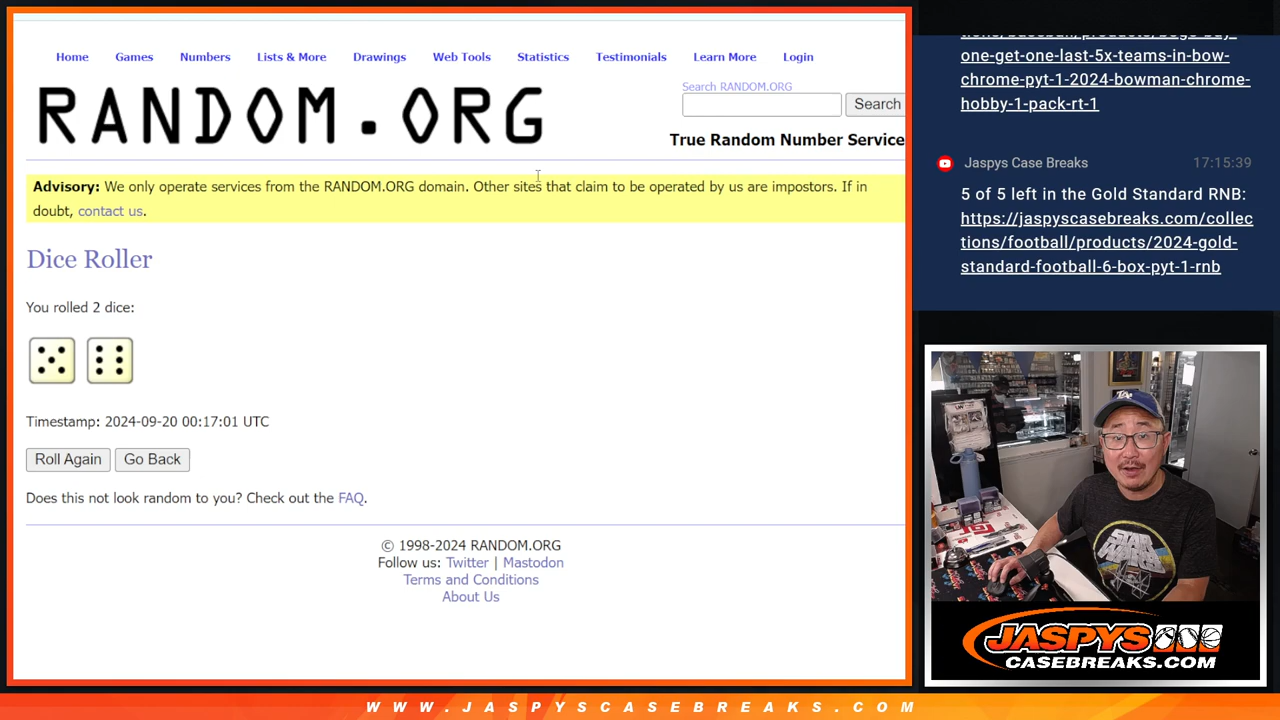 Home Games Numbers Lists & More Drawings Web Tools Statistics Testimonials Learn More Login
Search RANDOM.ORG
RANDOM.ORG
Search
True Random Number Service
Advisory: We only operate services from the RANDOM.ORG domain. Other sites that claim to be operated by us are impostors. If in
doubt, contact us.
Dice Roller
You rolled 2 dice:
Timestamp: 2024-09-20 00:17:01 UTC
Roll Again Go Back
Does this not look random to you? Check out the FAQ.
© 1998-2024 RANDOM.ORG
Follow us: Twitter | Mastodon
Terms and Conditions
About Us
one-get-one-last-5x-teams-in-bow-
chrome-pyt-1-2024-bowman-chrome-
hobby-1-pack-rt-1
Jaspys Case Breaks 17:15:39
5 of 5 left in the Gold Standard RNB:
https://jaspyscasebreaks.com/collec
tions/football/products/2024-gold-
standard-football-6-box-pyt-1-rnb
STAR
WARS
JASPYS
CASEBREAKS.COM
WWW.JASPYSCASEBREAKS.COM